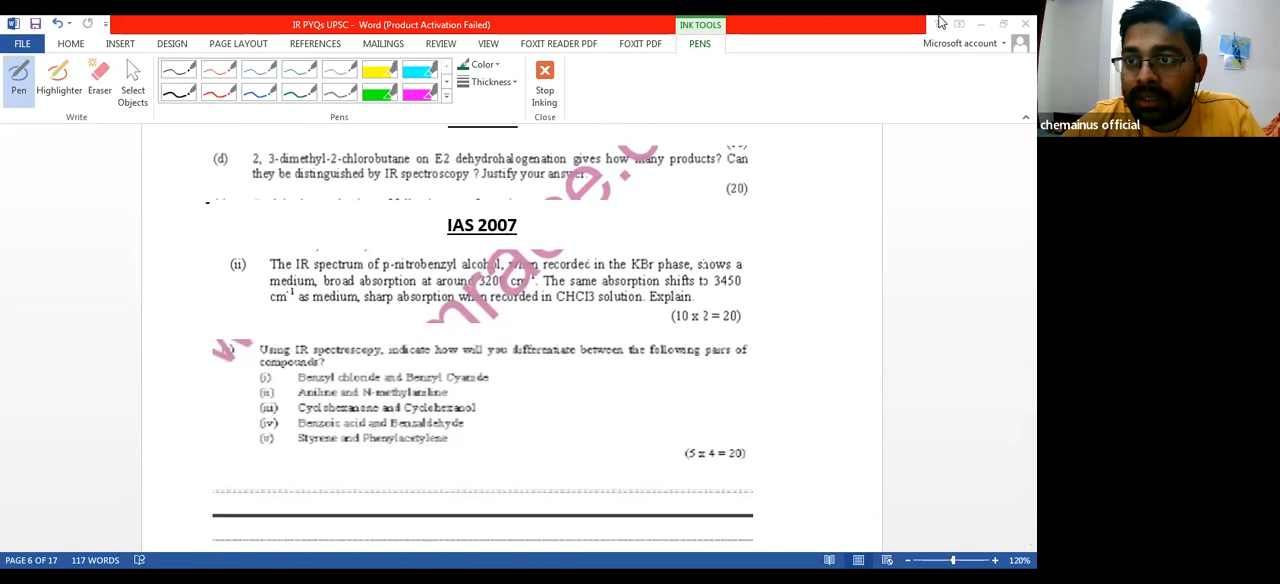 IR PYQs UPSC - Word (Product Activation Failed)
INK TOOLS
FILE HOME INSERT DESIGN PAGE LAYOUT REFERENCES MAILINGS REVIEW VIEW FOXIT READER PDF FOXIT PDF PENS
Microsoft account
Pen Highlighter Eraser Select Objects
Color
Thickness
Stop Inking
Write Pens Close
chemainus official
(d) 2, 3-dimethyl-2-chlorobutane on E2 dehydrohalogenation gives how many products? Can
they be distinguished by IR spectroscopy ? Justify your answer.
(20)
IAS 2007
(ii) The IR spectrum of p-nitrobenzyl alcohol, when recorded in the KBr phase, shows a
medium, broad absorption at around 3200 cm⁻¹. The same absorption shifts to 3450
cm⁻¹ as medium, sharp absorption when recorded in CHCl3 solution. Explain.
(10 x 2 = 20)
Using IR spectroscopy, indicate how will you differentiate between the following pairs of
compounds?
(i) Benzyl chloride and Benzyl Cyanide
(ii) Aniline and N-methylaniline
(iii) Cyclohexanone and Cyclohexanol
(iv) Benzoic acid and Benzaldehyde
(v) Styrene and Phenylacetylene
(5 x 4 = 20)
PAGE 6 OF 17 117 WORDS
120%